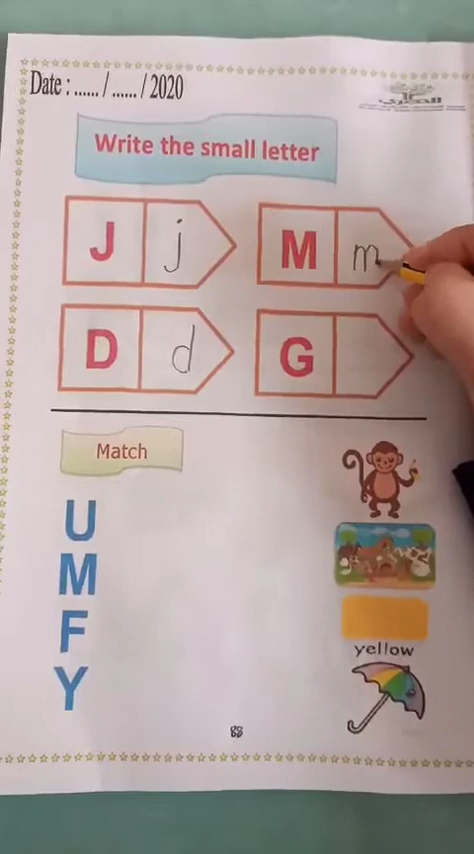 Date : ...... / ...... / 2020
Write the small letter
J j M m
D d G
Match
U
M
F
yellow
Y